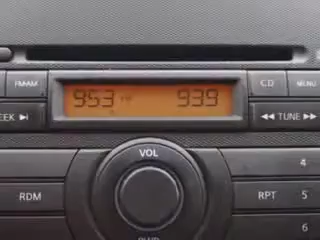 FM·AM 953 939 CD MENU
EEK ▶| ◀◀ TUNE ▶▶
VOL
4
RDM RPT 5
6